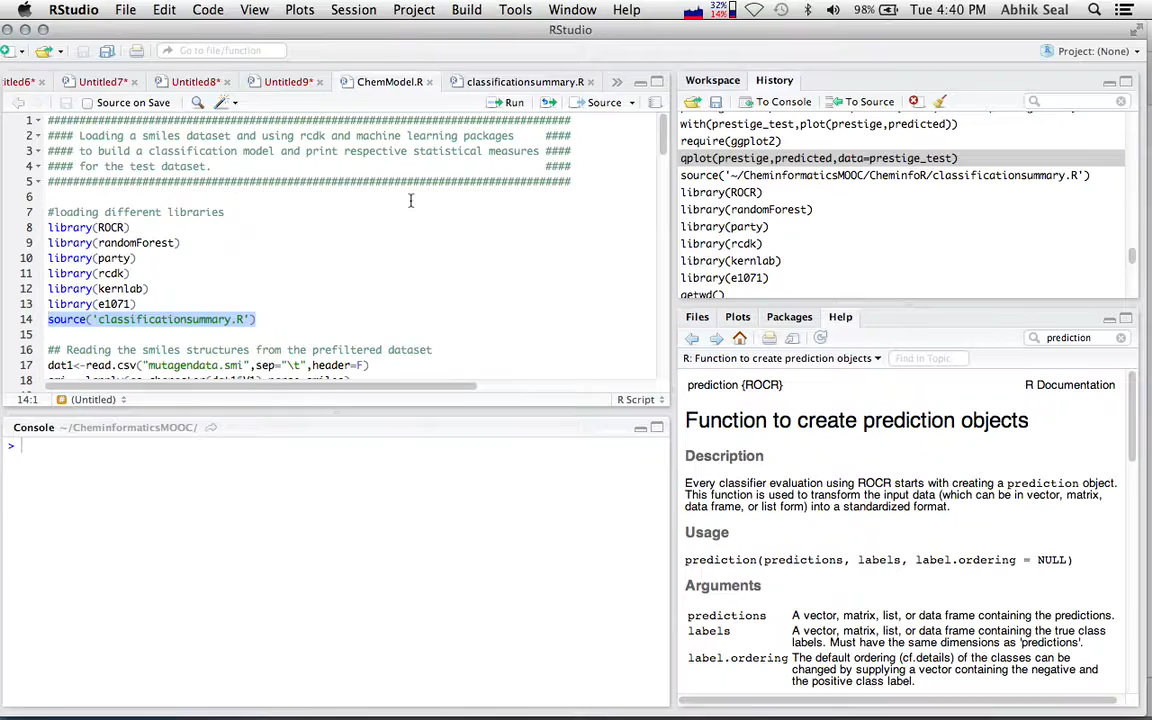 RStudio File Edit Code View Plots Session Project Build Tools Window Help 32% 14% 98% Tue 4:40 PM Abhik Seal
RStudio
Go to file/function Project: (None)
titled6* Untitled7* Untitled8* Untitled9* ChemModel.R classificationsummary.R
Source on Save Run Source
1 ########################################################################
2 #### Loading a smiles dataset and using rcdk and machine learning packages ####
3 #### to build a classification model and print respective statistical measures ####
4 #### for the test dataset. ####
5 ########################################################################
6
7 #loading different libraries
8 library(ROCR)
9 library(randomForest)
10 library(party)
11 library(rcdk)
12 library(kernlab)
13 library(e1071)
14 source('classificationsummary.R')
15
16 ## Reading the smiles structures from the prefiltered dataset
17 dat1<-read.csv("mutagendata.smi",sep="\t",header=F)
18
14:1 (Untitled) R Script
Console ~/CheminformaticsMOOC/
>
Workspace History
To Console To Source
with(prestige_test,plot(prestige,predicted))
require(ggplot2)
qplot(prestige,predicted,data=prestige_test)
source('~/CheminformaticsMOOC/CheminfoR/classificationsummary.R')
library(ROCR)
library(randomForest)
library(party)
library(rcdk)
library(kernlab)
library(e1071)
getwd()
Files Plots Packages Help
prediction
R: Function to create prediction objects Find in Topic
prediction {ROCR} R Documentation
Function to create prediction objects
Description
Every classifier evaluation using ROCR starts with creating a prediction object.
This function is used to transform the input data (which can be in vector, matrix,
data frame, or list form) into a standardized format.
Usage
prediction(predictions, labels, label.ordering = NULL)
Arguments
predictions A vector, matrix, list, or data frame containing the predictions.
labels A vector, matrix, list, or data frame containing the true class
labels. Must have the same dimensions as 'predictions'.
label.ordering The default ordering (cf.details) of the classes can be
changed by supplying a vector containing the negative and
the positive class label.